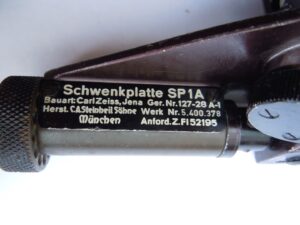 Schwenkplatte SP1A
Bauart: Carl Zeiss, Jena Ger. Nr. 127-28 A-1
Herst. C.A.Steinheil Söhne Werk Nr. 5.400.378
München Anford. Z. Fl 52195